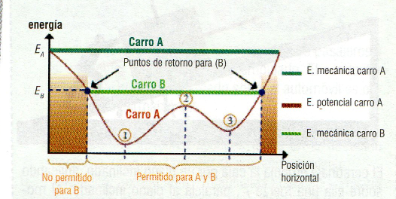 energía
E_A
Carro A
Puntos de retorno para (B)
E_B
Carro B
Carro A
1
2
3
E. mecánica carro A
E. potencial carro A
E. mecánica carro B
Posición
horizontal
No permitido
para B
Permitido para A y B